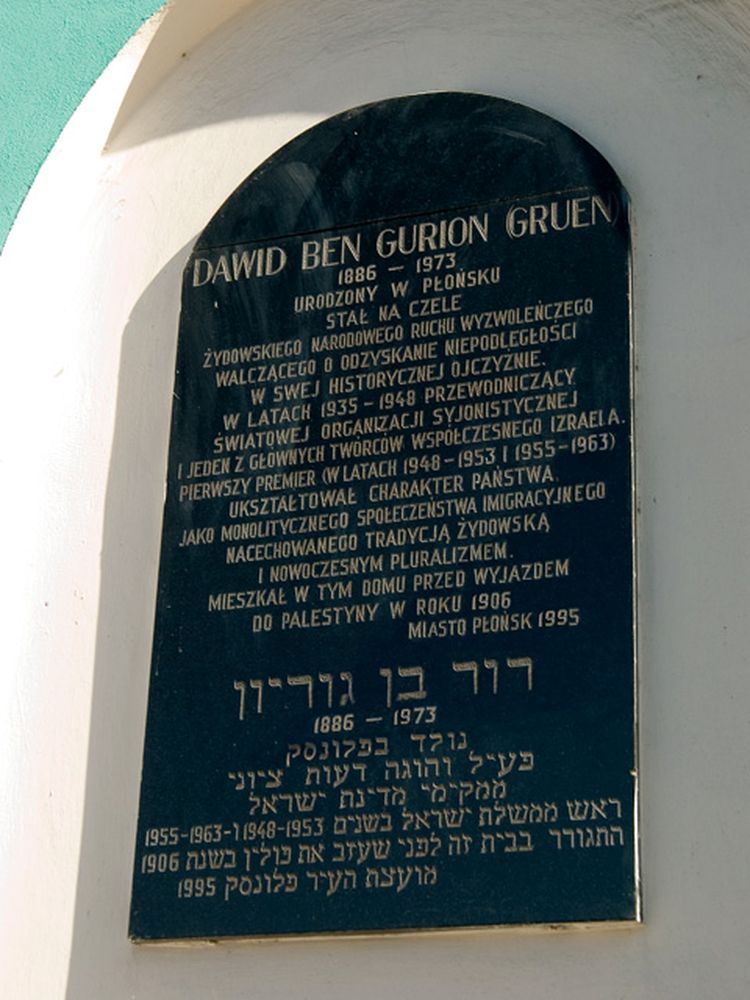 DAWID BEN GURION (GRUEN)
1886 – 1973
URODZONY W PŁOŃSKU
STAŁ NA CZELE
ŻYDOWSKIEGO NARODOWEGO RUCHU WYZWOLEŃCZEGO
WALCZĄCEGO O ODZYSKANIE NIEPODLEGŁOŚCI
W SWEJ HISTORYCZNEJ OJCZYŹNIE.
W LATACH 1935 – 1948 PRZEWODNICZĄCY
ŚWIATOWEJ ORGANIZACJI SYJONISTYCZNEJ
I JEDEN Z GŁÓWNYCH TWÓRCÓW WSPÓŁCZESNEGO IZRAELA.
PIERWSZY PREMIER (W LATACH 1948–1953 I 1955–1963)
UKSZTAŁTOWAŁ CHARAKTER PAŃSTWA
JAKO MONOLITYCZNEGO SPOŁECZEŃSTWA IMIGRACYJNEGO
NACECHOWANEGO TRADYCJĄ ŻYDOWSKĄ
I NOWOCZESNYM PLURALIZMEM.
MIESZKAŁ W TYM DOMU PRZED WYJAZDEM
DO PALESTYNY W ROKU 1906
MIASTO PŁOŃSK 1995
דוד בן גוריון
1886 – 1973
נולד בפלונסק
פעיל והוגה דעות ציוני
ממקימי מדינת ישראל
ראש ממשלת ישראל בשנים 1948-1953 ו-1955-1963
התגורר בבית זה לפני שעזב את פולין בשנת 1906
מועצת העיר פלונסק 1995